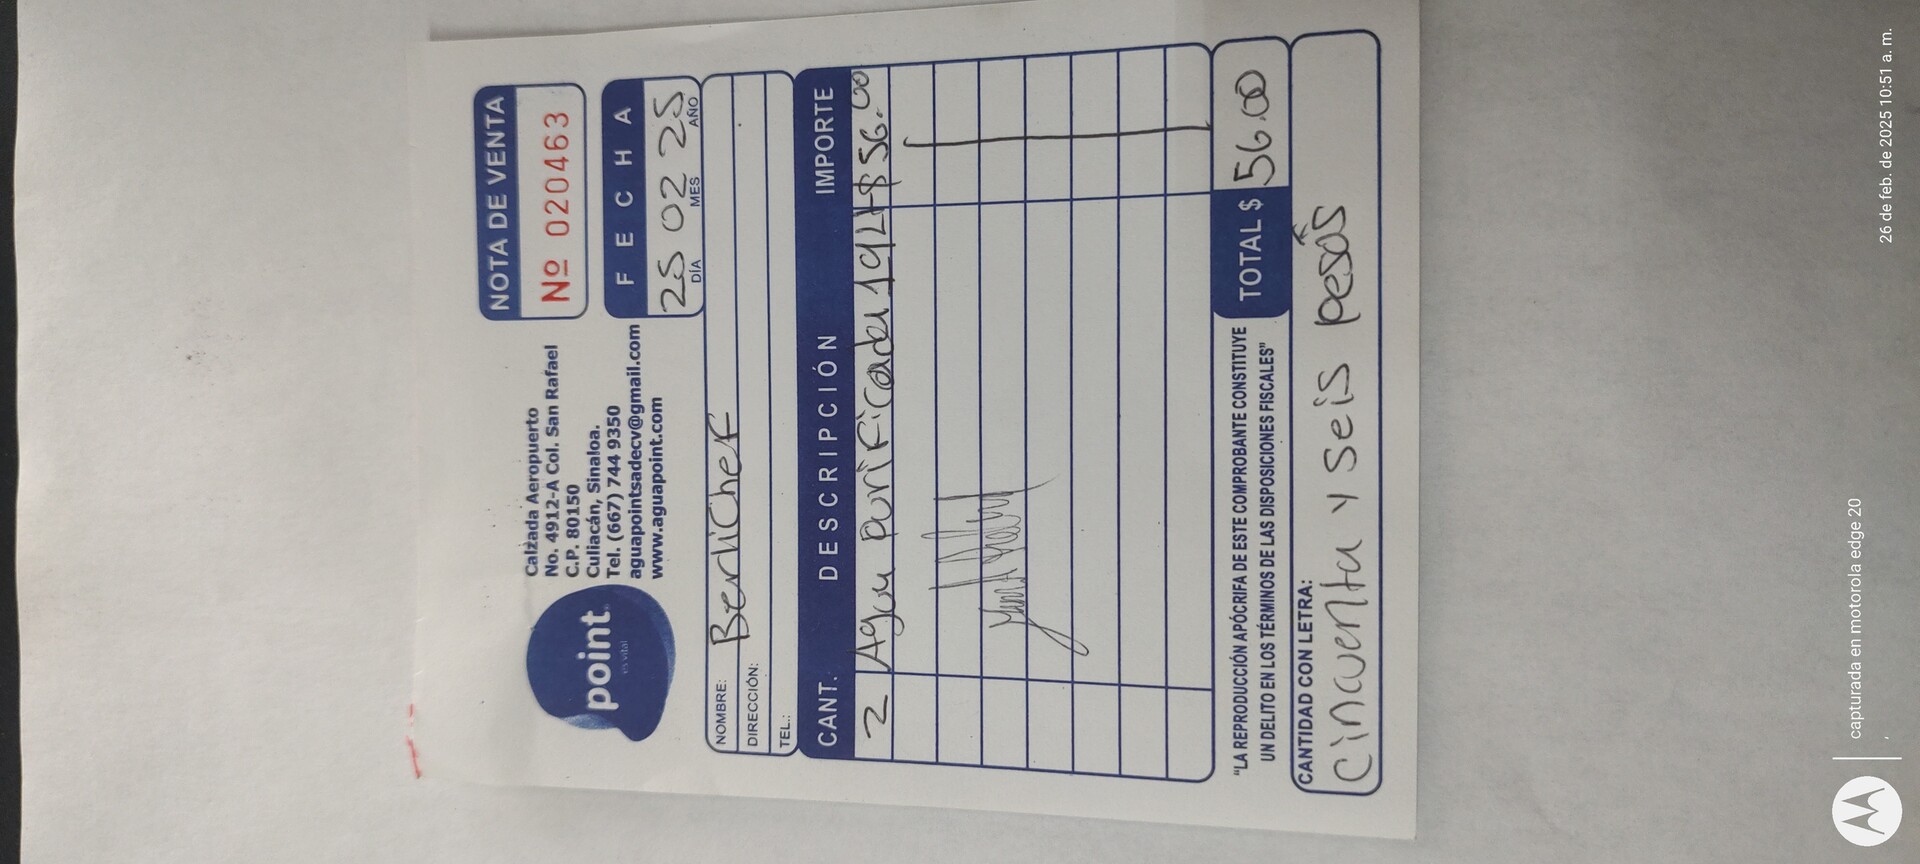 point
es vital
Calzada Aeropuerto
No. 4912-A Col. San Rafael
C.P. 80150
Culiacán, Sinaloa.
Tel. (667) 744 9350
aguapointsadecv@gmail.com
www.aguapoint.com
NOTA DE VENTA
Nº 020463
FECHA
25 02 25
DÍA MES AÑO
NOMBRE: BerliChef
DIRECCIÓN:
TEL.:
CANT. DESCRIPCIÓN IMPORTE
2 Agua purificada 19Lt $56.00
"LA REPRODUCCIÓN APÓCRIFA DE ESTE COMPROBANTE CONSTITUYE
UN DELITO EN LOS TÉRMINOS DE LAS DISPOSICIONES FISCALES"
TOTAL $ 56.00
CANTIDAD CON LETRA:
Cincuenta y seis pesos
capturada en motorola edge 20
26 de feb. de 2025 10:51 a. m.